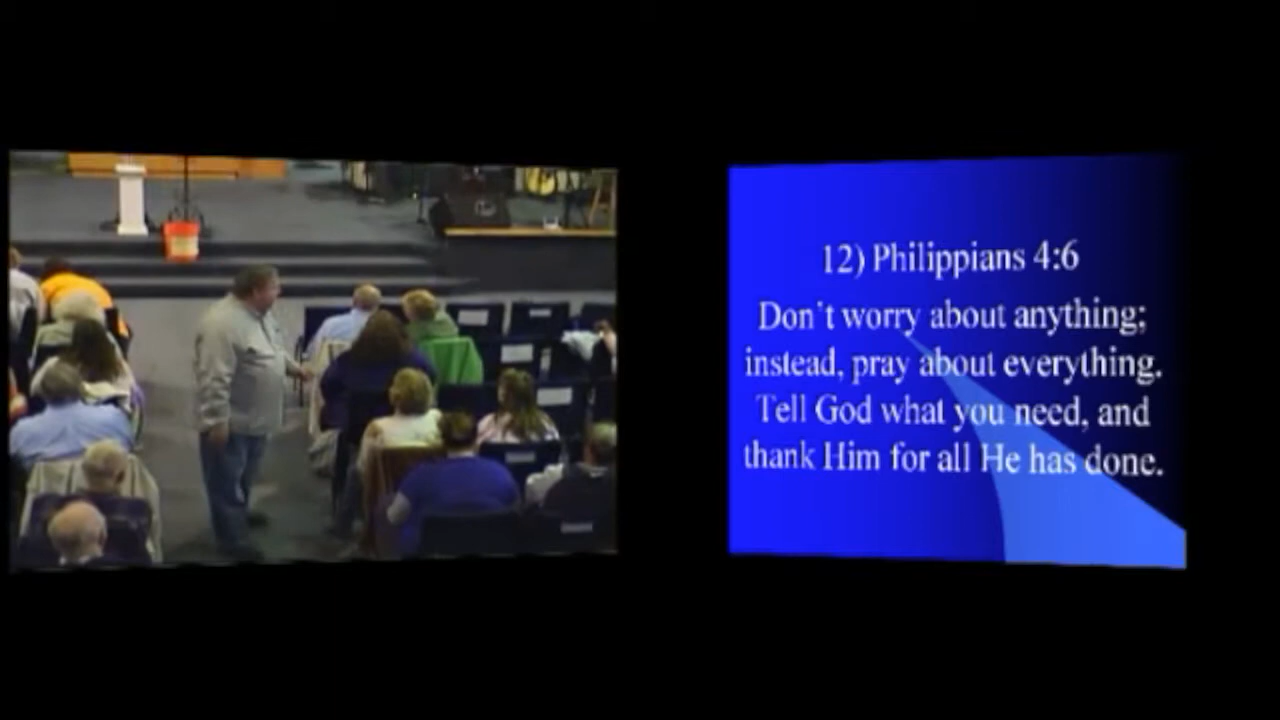 12) Philippians 4:6
Don't worry about anything;
instead, pray about everything.
Tell God what you need, and
thank Him for all He has done.